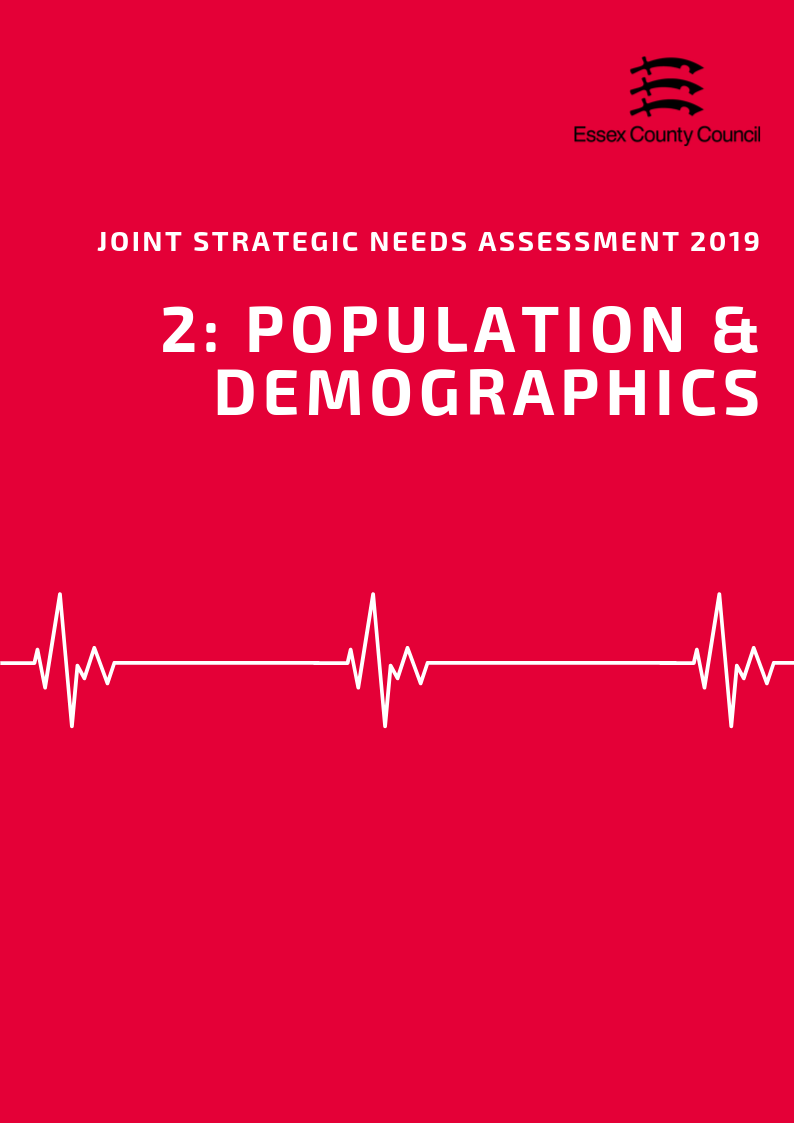 Essex County Council
JOINT STRATEGIC NEEDS ASSESSMENT 2019
2: POPULATION &
DEMOGRAPHICS